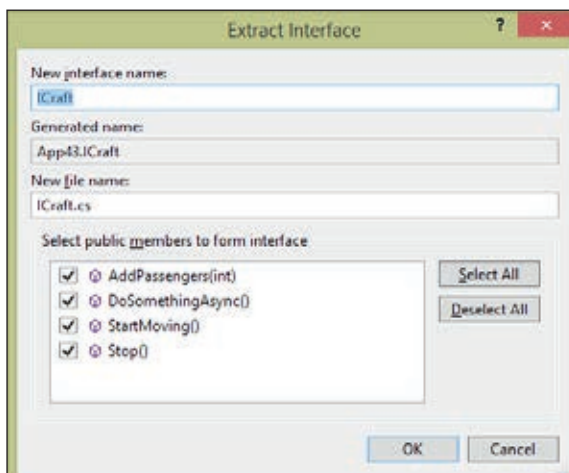 Extract Interface
?
×
New interface name:
ICraft
Generated name:
App43.ICraft
New file name:
ICraft.cs
Select public members to form interface
AddPassengers(int)
DoSomethingAsync()
StartMoving()
Stop()
Select All
Deselect All
OK
Cancel